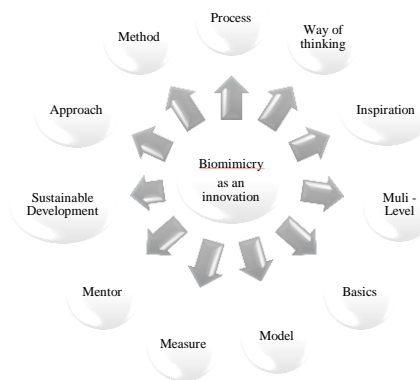 Process
Way of
thinking
Inspiration
Muli -
Level
Basics
Model
Measure
Mentor
Sustainable
Development
Approach
Method
Biomimicry
as an
innovation